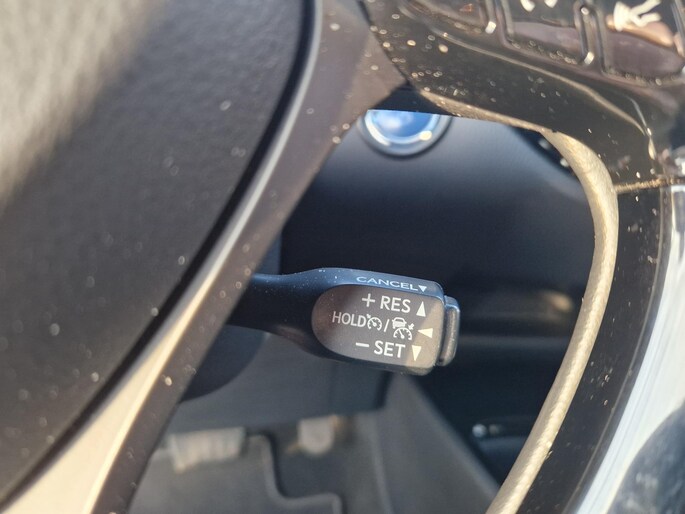 CANCEL▼
+ RES ▲
HOLD / ◀
− SET ▼